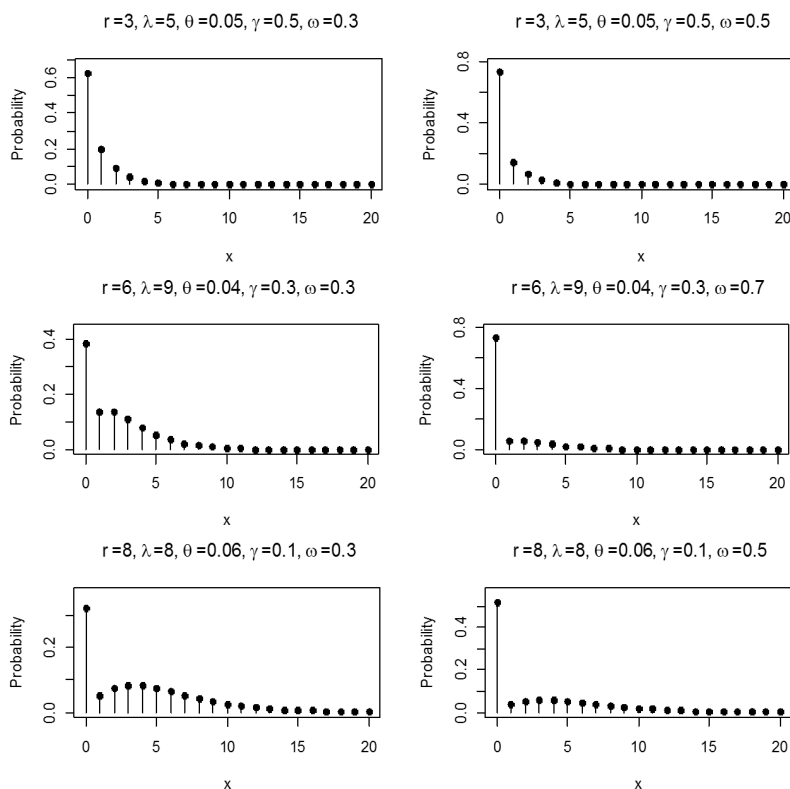 r=3, λ=5, θ=0.05, γ=0.5, ω=0.3
Probability
0.0 0.2 0.4 0.6
0 5 10 15 20
x
r=3, λ=5, θ=0.05, γ=0.5, ω=0.5
Probability
0.0 0.4 0.8
0 5 10 15 20
x
r=6, λ=9, θ=0.04, γ=0.3, ω=0.3
Probability
0.0 0.2 0.4
0 5 10 15 20
x
r=6, λ=9, θ=0.04, γ=0.3, ω=0.7
Probability
0.0 0.4 0.8
0 5 10 15 20
x
r=8, λ=8, θ=0.06, γ=0.1, ω=0.3
Probability
0.0 0.2
0 5 10 15 20
x
r=8, λ=8, θ=0.06, γ=0.1, ω=0.5
Probability
0.0 0.2 0.4
0 5 10 15 20
x